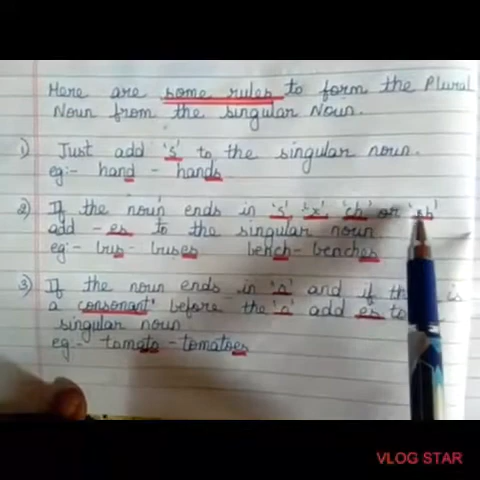 Here are some rules to form the Plural
Noun from the singular Noun.
1) Just add 's' to the singular noun.
eg:- hand - hands
2) If the noun ends in 's', 'x', 'ch' or 'sh'
add - es to the singular noun.
eg:- bus - buses bench - benches
3) If the noun ends in 'o' and if is
a consonant before the 'o' add es to
singular noun
eg:- tomato - tomatoes
VLOG STAR